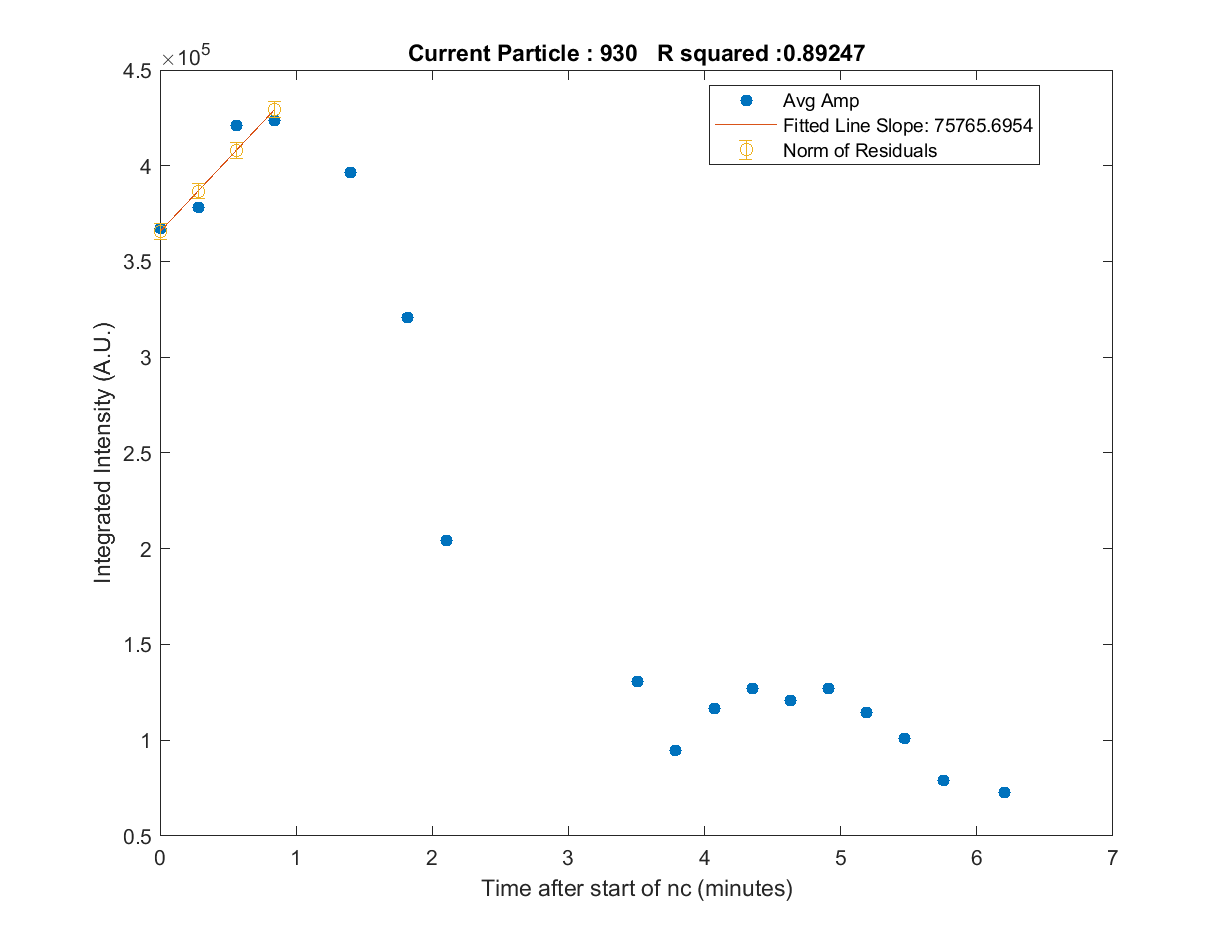 Current Particle : 930 R squared :0.89247
×10^5
4.5
4
3.5
3
2.5
2
1.5
1
0.5
Integrated Intensity (A.U.)
Avg Amp
Fitted Line Slope: 75765.6954
Norm of Residuals
0 1 2 3 4 5 6 7
Time after start of nc (minutes)